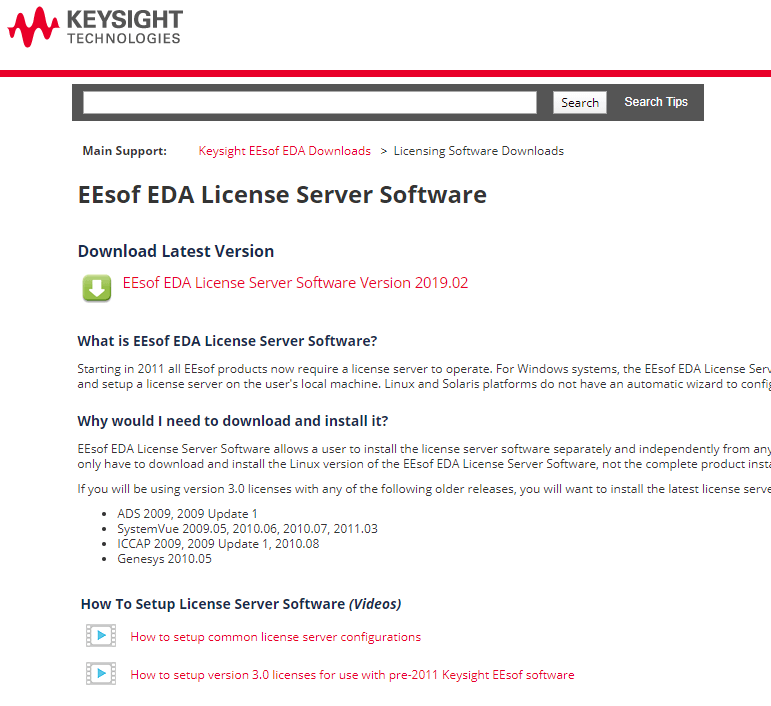 KEYSIGHT
TECHNOLOGIES
Search Search Tips
Main Support: Keysight EEsof EDA Downloads > Licensing Software Downloads
EEsof EDA License Server Software
Download Latest Version
EEsof EDA License Server Software Version 2019.02
What is EEsof EDA License Server Software?
Starting in 2011 all EEsof products now require a license server to operate. For Windows systems, the EEsof EDA License Serv
and setup a license server on the user's local machine. Linux and Solaris platforms do not have an automatic wizard to config
Why would I need to download and install it?
EEsof EDA License Server Software allows a user to install the license server software separately and independently from any
only have to download and install the Linux version of the EEsof EDA License Server Software, not the complete product insta
If you will be using version 3.0 licenses with any of the following older releases, you will want to install the latest license serve
• ADS 2009, 2009 Update 1
• SystemVue 2009.05, 2010.06, 2010.07, 2011.03
• ICCAP 2009, 2009 Update 1, 2010.08
• Genesys 2010.05
How To Setup License Server Software (Videos)
How to setup common license server configurations
How to setup version 3.0 licenses for use with pre-2011 Keysight EEsof software